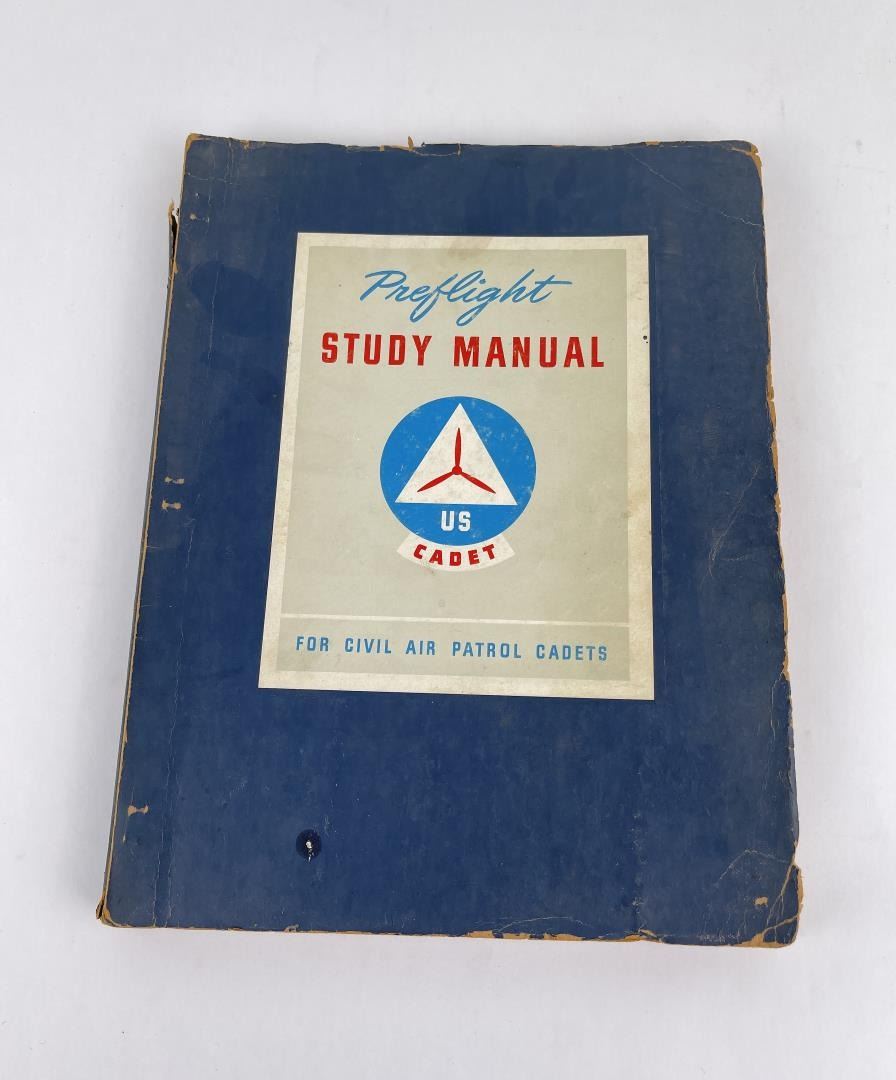 Preflight
STUDY MANUAL
US
CADET
FOR CIVIL AIR PATROL CADETS